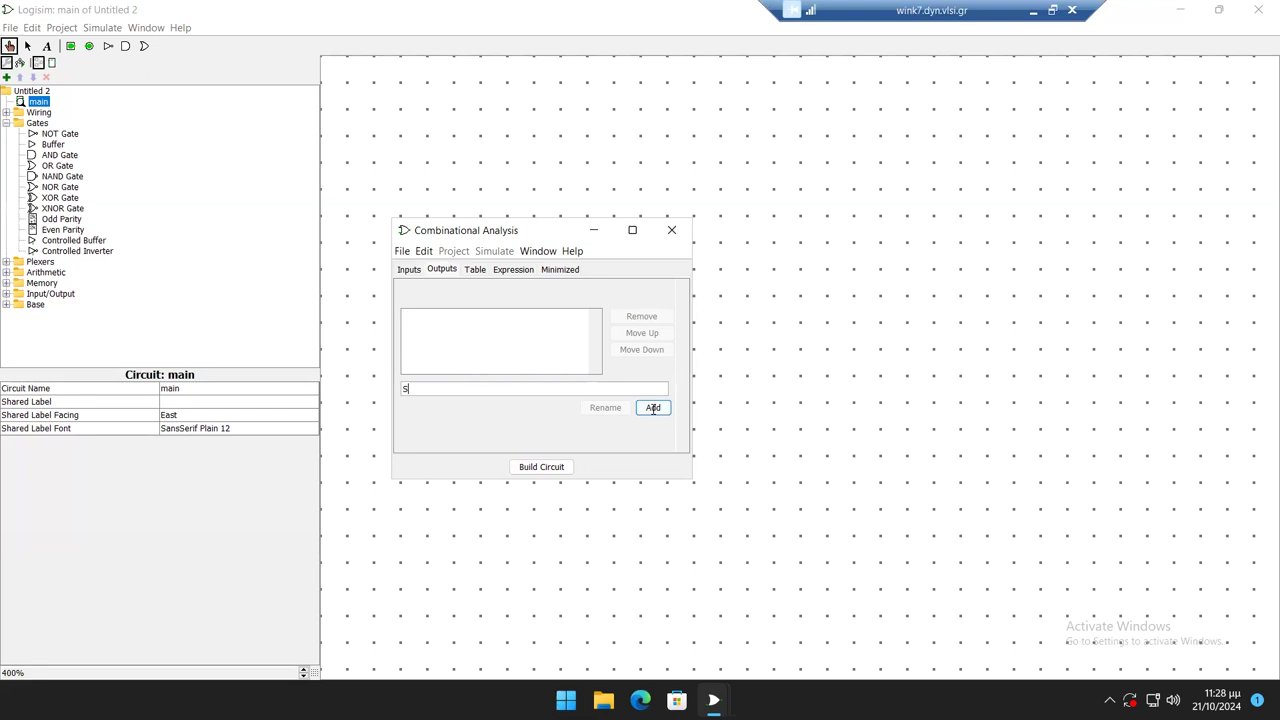 Logisim: main of Untitled 2
wink7.dyn.vlsi.gr
File Edit Project Simulate Window Help
A
Untitled 2
main
Wiring
Gates
NOT Gate
Buffer
AND Gate
OR Gate
NAND Gate
NOR Gate
XOR Gate
XNOR Gate
Odd Parity
Even Parity
Controlled Buffer
Controlled Inverter
Plexers
Arithmetic
Memory
Input/Output
Base
Circuit: main
Circuit Name main
Shared Label
Shared Label Facing East
Shared Label Font SansSerif Plain 12
400%
Combinational Analysis
File Edit Project Simulate Window Help
Inputs Outputs Table Expression Minimized
Remove
Move Up
Move Down
S
Rename Add
Build Circuit
Activate Windows
Go to Settings to activate Windows.
11:28 μμ
21/10/2024
1